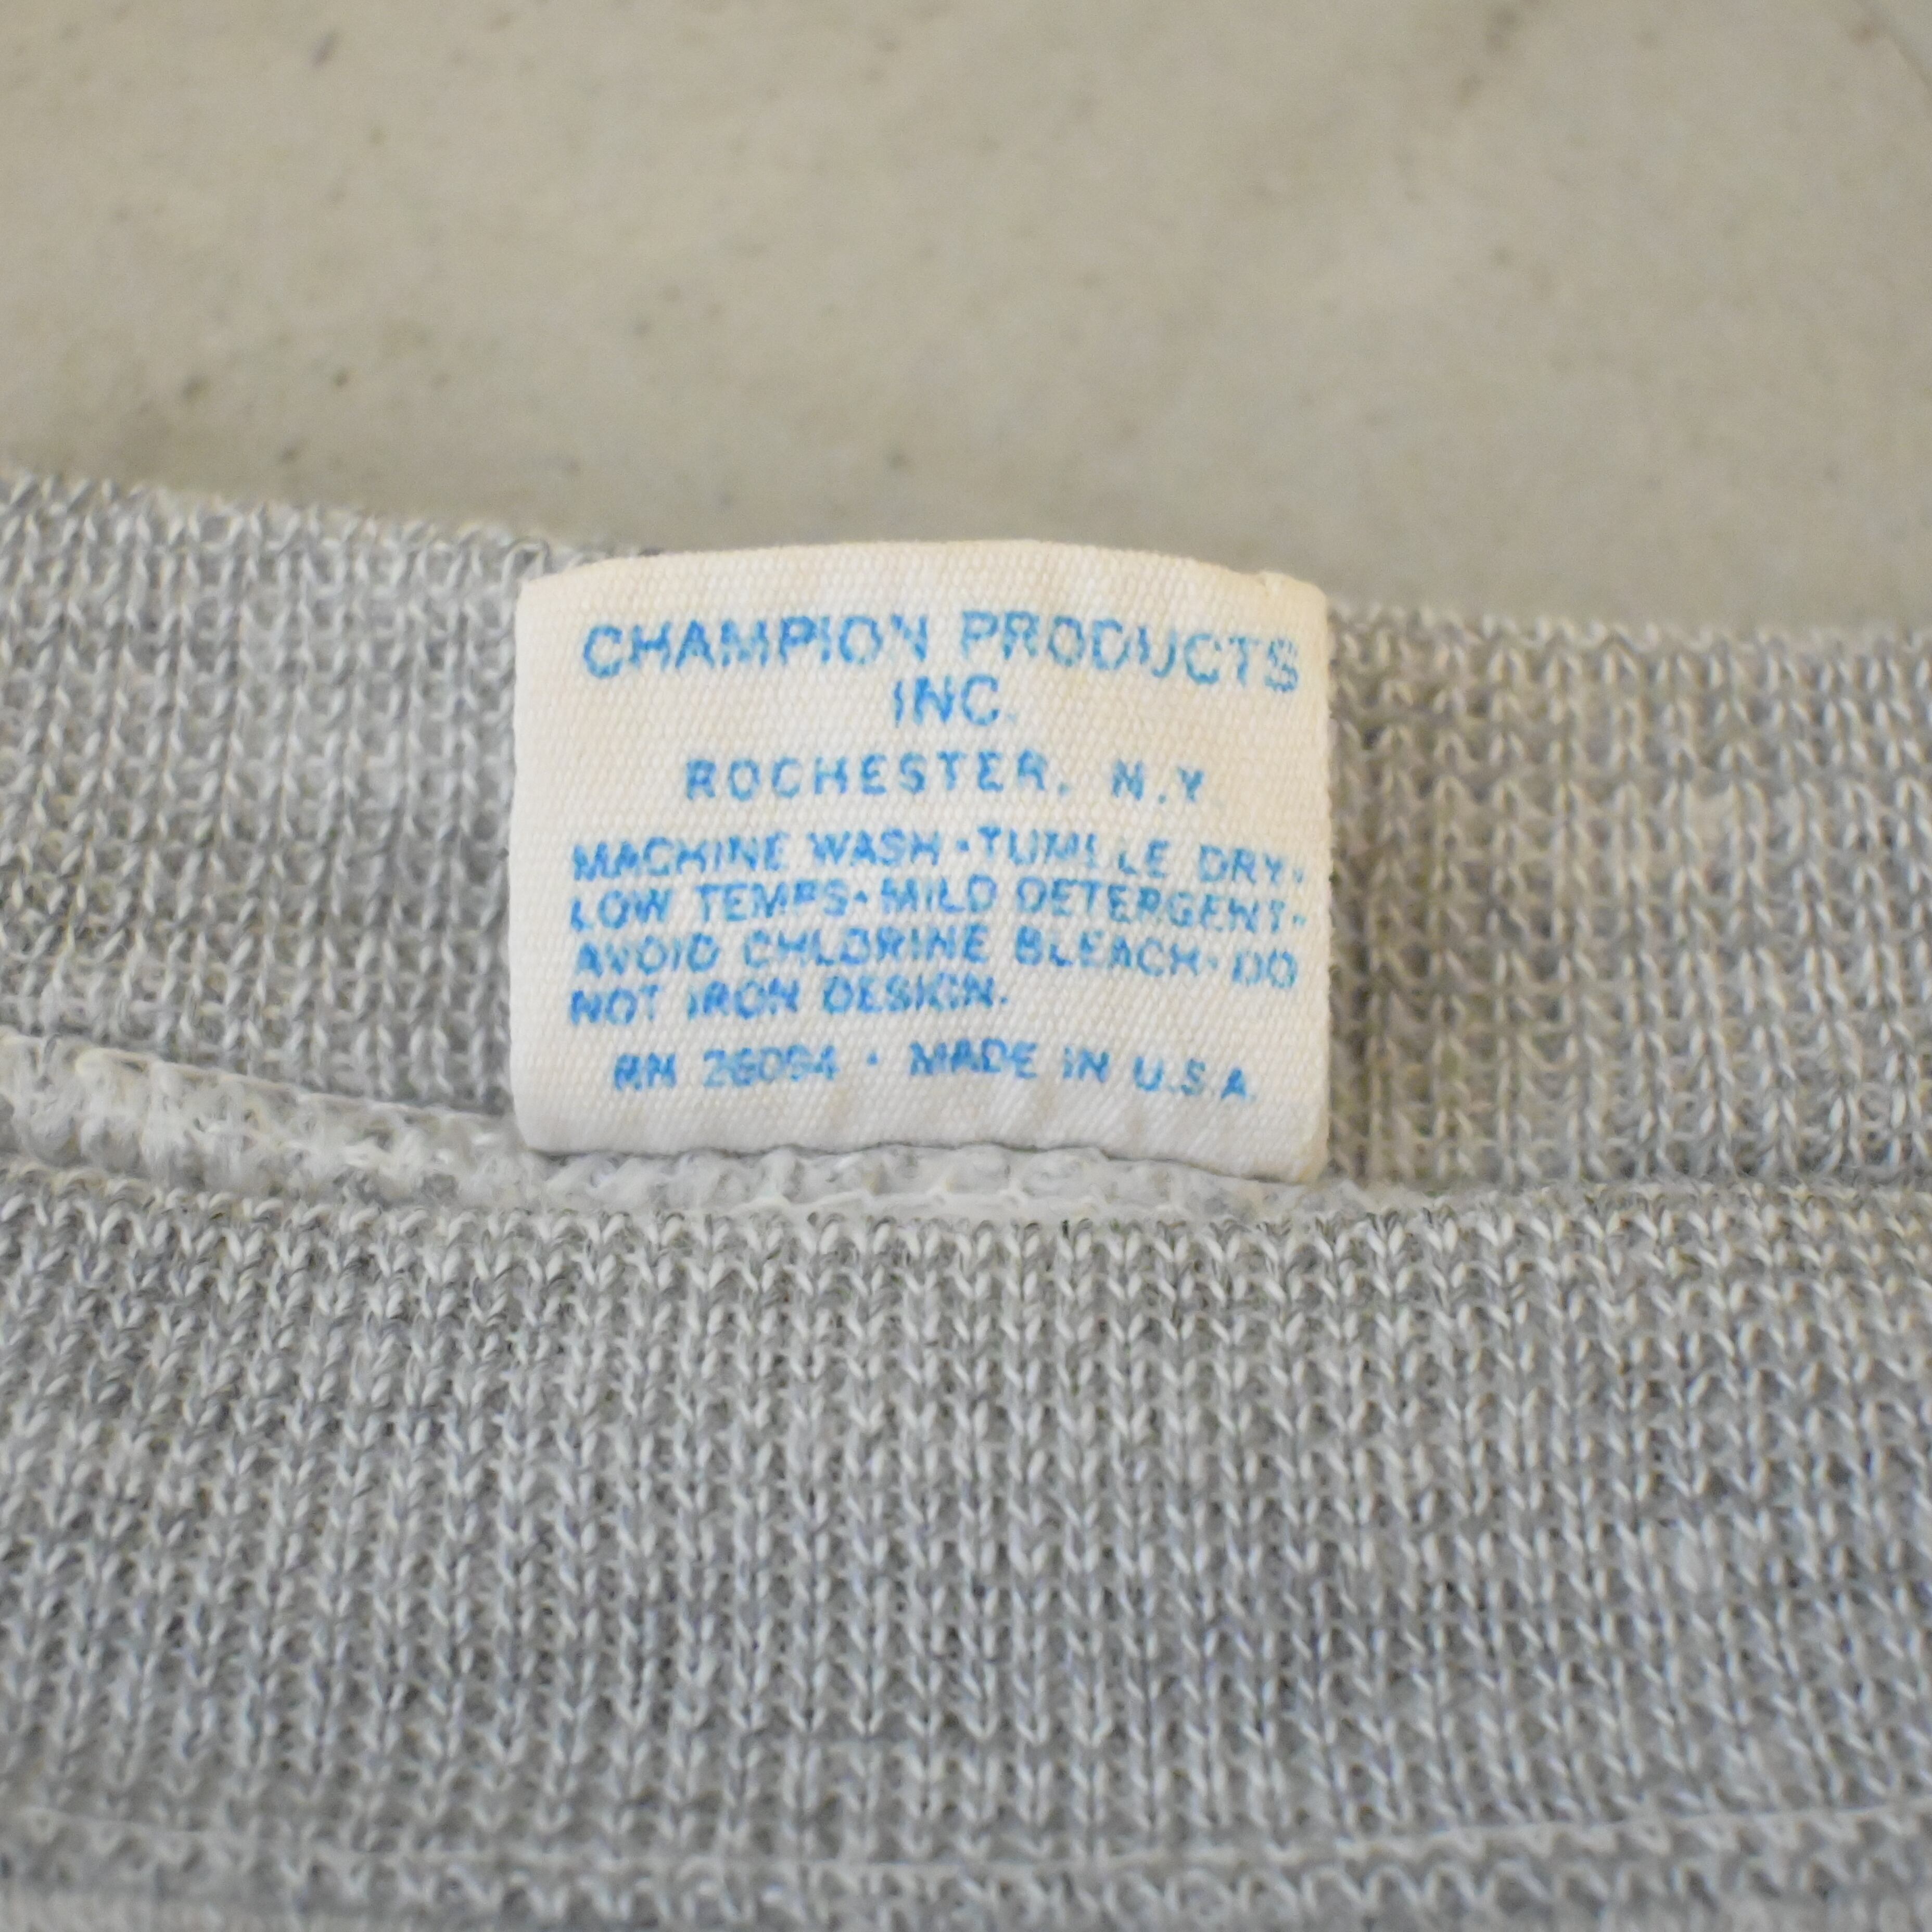 CHAMPION PRODUCTS
INC.
ROCHESTER, N.Y.
MACHINE WASH·TUMBLE DRY·
LOW TEMPS·MILD DETERGENT·
AVOID CHLORINE BLEACH·DO
NOT IRON DESIGN.
RN 26094 · MADE IN U.S.A.